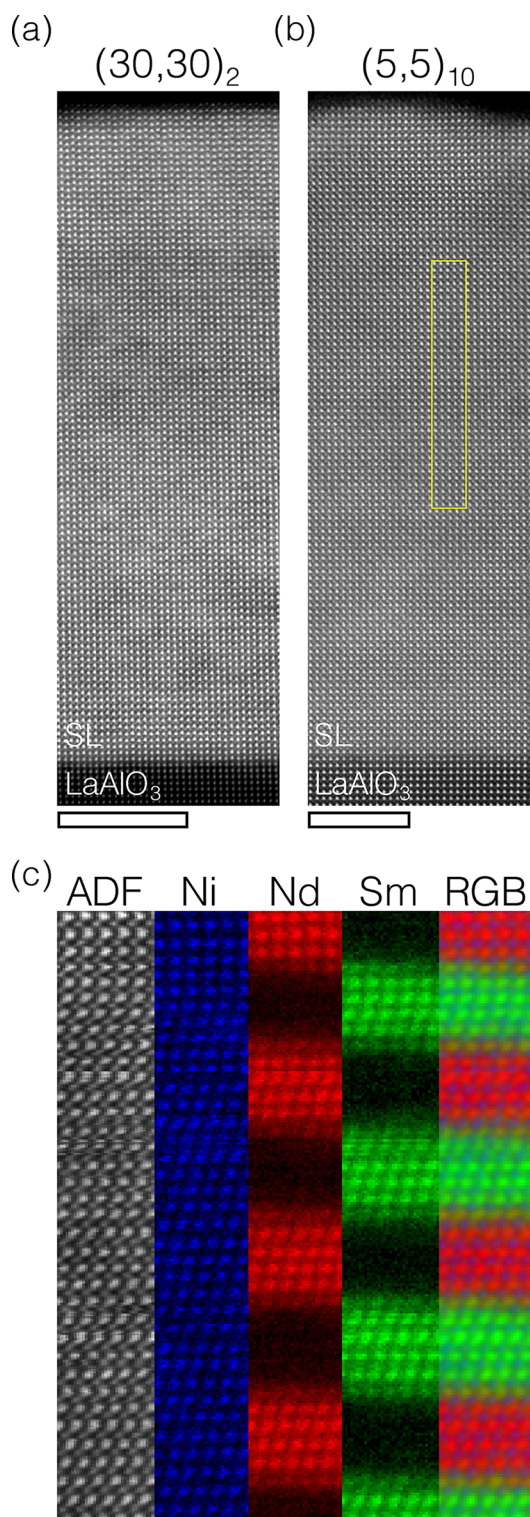 (a)
(30,30)₂
(b)
(5,5)₁₀
SL
LaAlO₃
SL
LaAlO₃
(c)
ADF Ni Nd Sm RGB